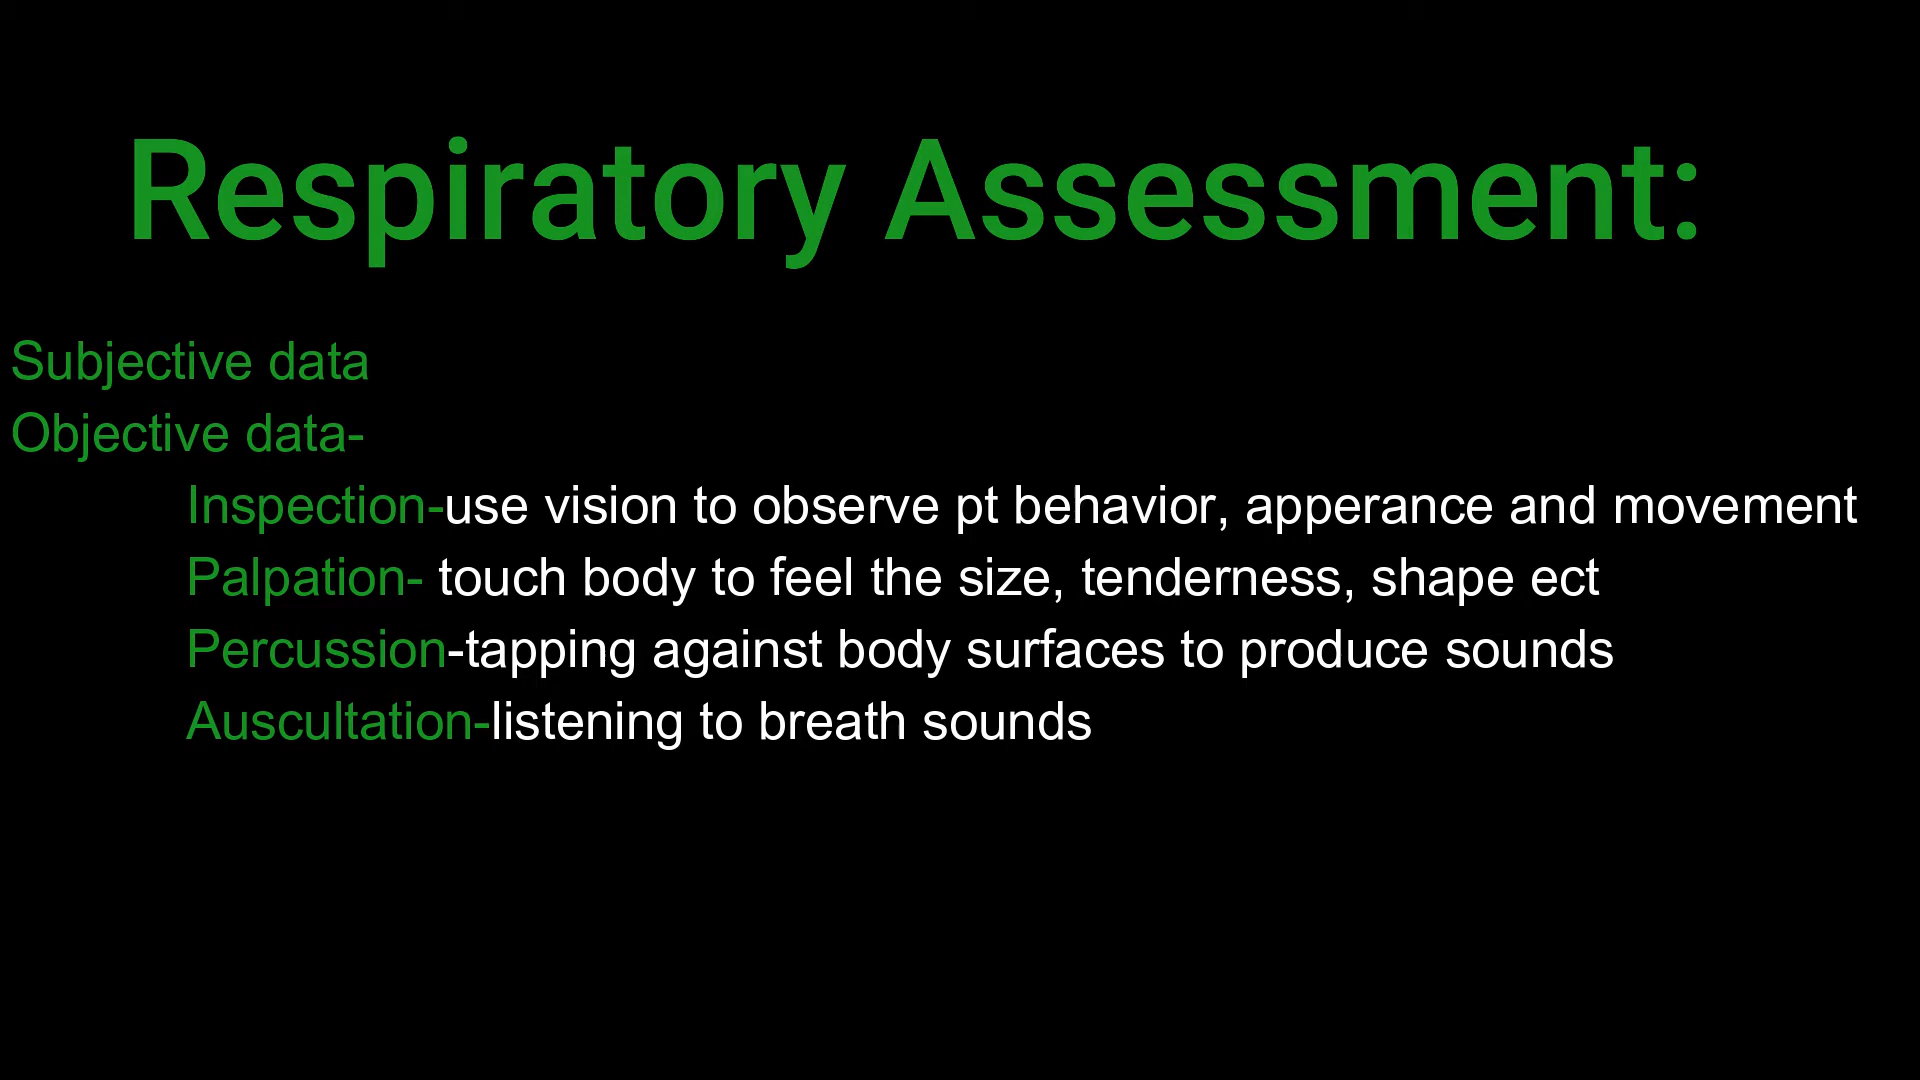 Respiratory Assessment:
Subjective data
Objective data-
Inspection-use vision to observe pt behavior, apperance and movement
Palpation- touch body to feel the size, tenderness, shape ect
Percussion-tapping against body surfaces to produce sounds
Auscultation-listening to breath sounds